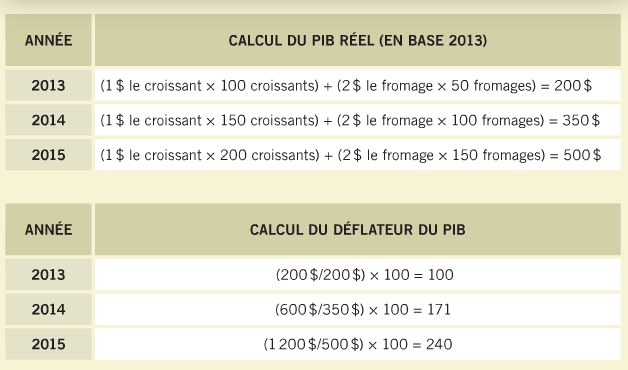 ANNÉE CALCUL DU PIB RÉEL (EN BASE 2013)
2013 (1 $ le croissant × 100 croissants) + (2 $ le fromage × 50 fromages) = 200 $
2014 (1 $ le croissant × 150 croissants) + (2 $ le fromage × 100 fromages) = 350 $
2015 (1 $ le croissant × 200 croissants) + (2 $ le fromage × 150 fromages) = 500 $
ANNÉE CALCUL DU DÉFLATEUR DU PIB
2013 (200 $/200 $) × 100 = 100
2014 (600 $/350 $) × 100 = 171
2015 (1 200 $/500 $) × 100 = 240